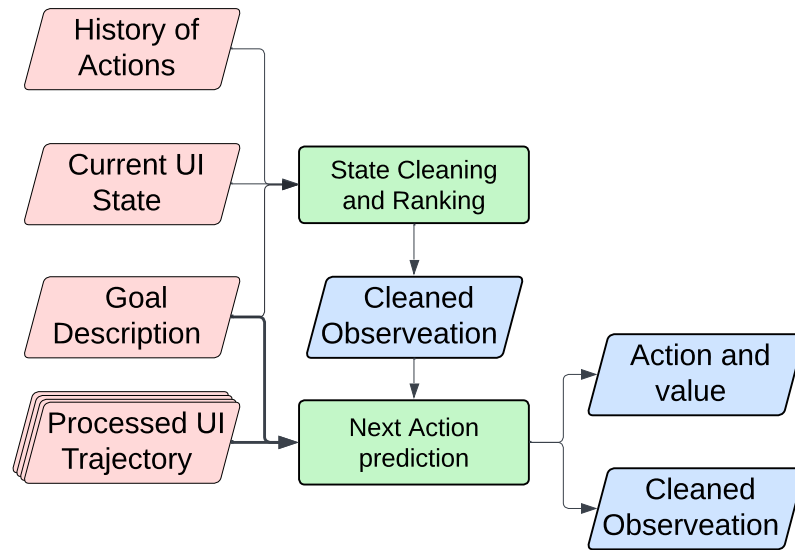 History of
Actions
Current UI
State
Goal
Description
Processed UI
Trajectory
State Cleaning
and Ranking
Cleaned
Observeation
Next Action
prediction
Action and
value
Cleaned
Observeation